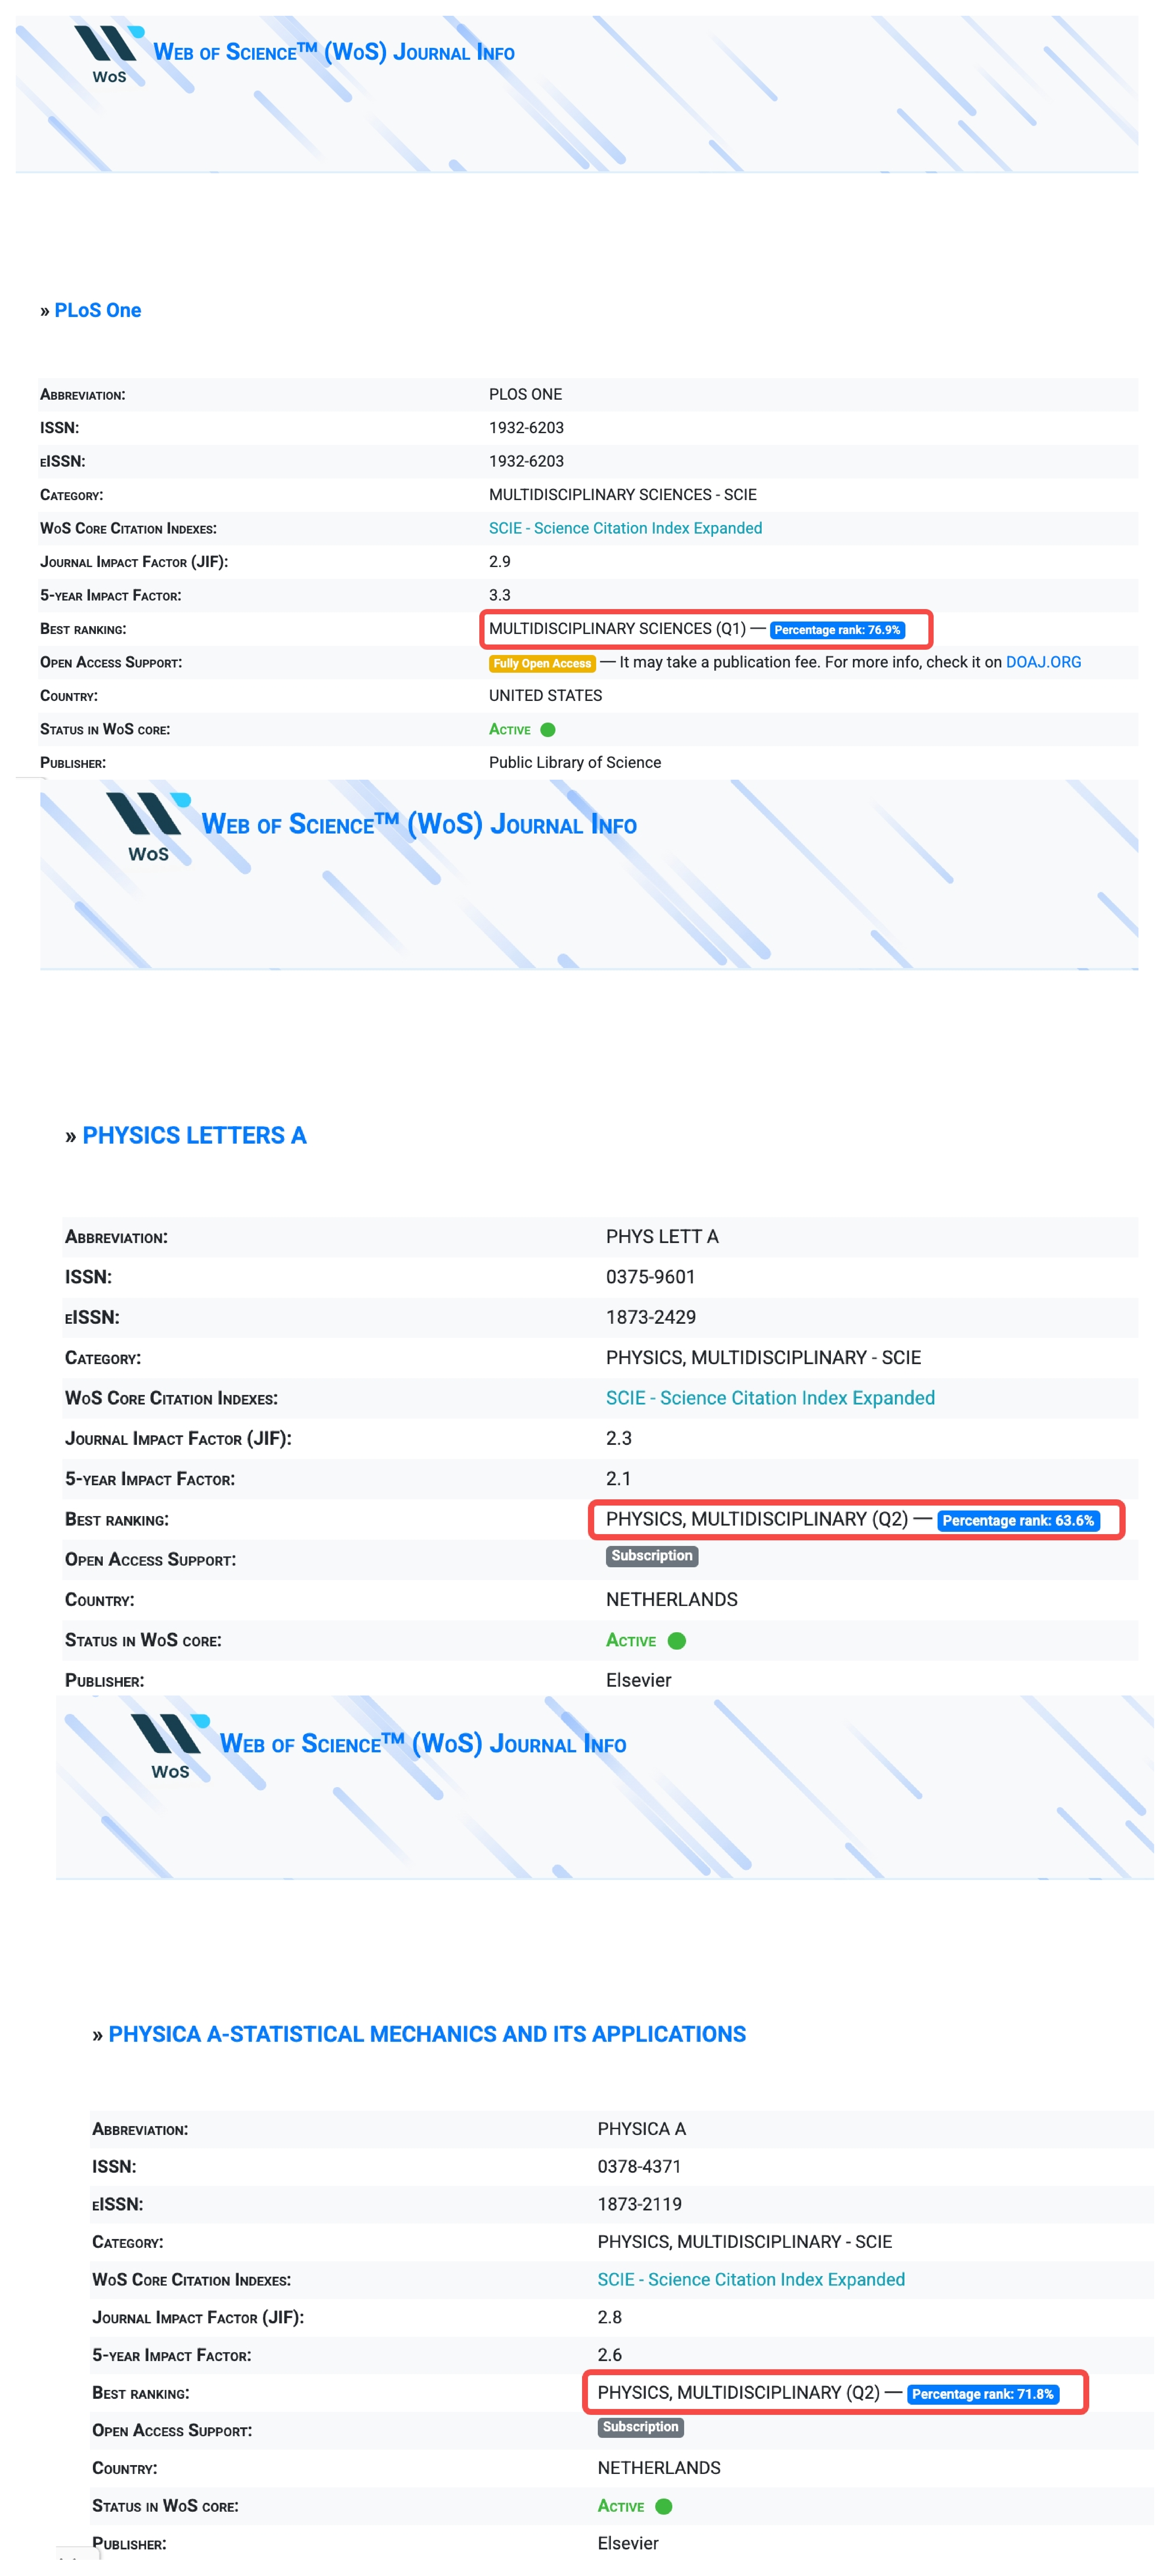 WEB OF SCIENCE™ (WOS) JOURNAL INFO
WoS
» PLoS One
ABBREVIATION: PLOS ONE
ISSN: 1932-6203
EISSN: 1932-6203
CATEGORY: MULTIDISCIPLINARY SCIENCES - SCIE
WOS CORE CITATION INDEXES: SCIE - Science Citation Index Expanded
JOURNAL IMPACT FACTOR (JIF): 2.9
5-YEAR IMPACT FACTOR: 3.3
BEST RANKING: MULTIDISCIPLINARY SCIENCES (Q1) — Percentage rank: 76.9%
OPEN ACCESS SUPPORT: Fully Open Access — It may take a publication fee. For more info, check it on DOAJ.ORG
COUNTRY: UNITED STATES
STATUS IN WOS CORE: ACTIVE
PUBLISHER: Public Library of Science
WEB OF SCIENCE™ (WOS) JOURNAL INFO
WoS
» PHYSICS LETTERS A
ABBREVIATION: PHYS LETT A
ISSN: 0375-9601
EISSN: 1873-2429
CATEGORY: PHYSICS, MULTIDISCIPLINARY - SCIE
WOS CORE CITATION INDEXES: SCIE - Science Citation Index Expanded
JOURNAL IMPACT FACTOR (JIF): 2.3
5-YEAR IMPACT FACTOR: 2.1
BEST RANKING: PHYSICS, MULTIDISCIPLINARY (Q2) — Percentage rank: 63.6%
OPEN ACCESS SUPPORT: Subscription
COUNTRY: NETHERLANDS
STATUS IN WOS CORE: ACTIVE
PUBLISHER: Elsevier
WEB OF SCIENCE™ (WOS) JOURNAL INFO
WoS
» PHYSICA A-STATISTICAL MECHANICS AND ITS APPLICATIONS
ABBREVIATION: PHYSICA A
ISSN: 0378-4371
EISSN: 1873-2119
CATEGORY: PHYSICS, MULTIDISCIPLINARY - SCIE
WOS CORE CITATION INDEXES: SCIE - Science Citation Index Expanded
JOURNAL IMPACT FACTOR (JIF): 2.8
5-YEAR IMPACT FACTOR: 2.6
BEST RANKING: PHYSICS, MULTIDISCIPLINARY (Q2) — Percentage rank: 71.8%
OPEN ACCESS SUPPORT: Subscription
COUNTRY: NETHERLANDS
STATUS IN WOS CORE: ACTIVE
PUBLISHER: Elsevier